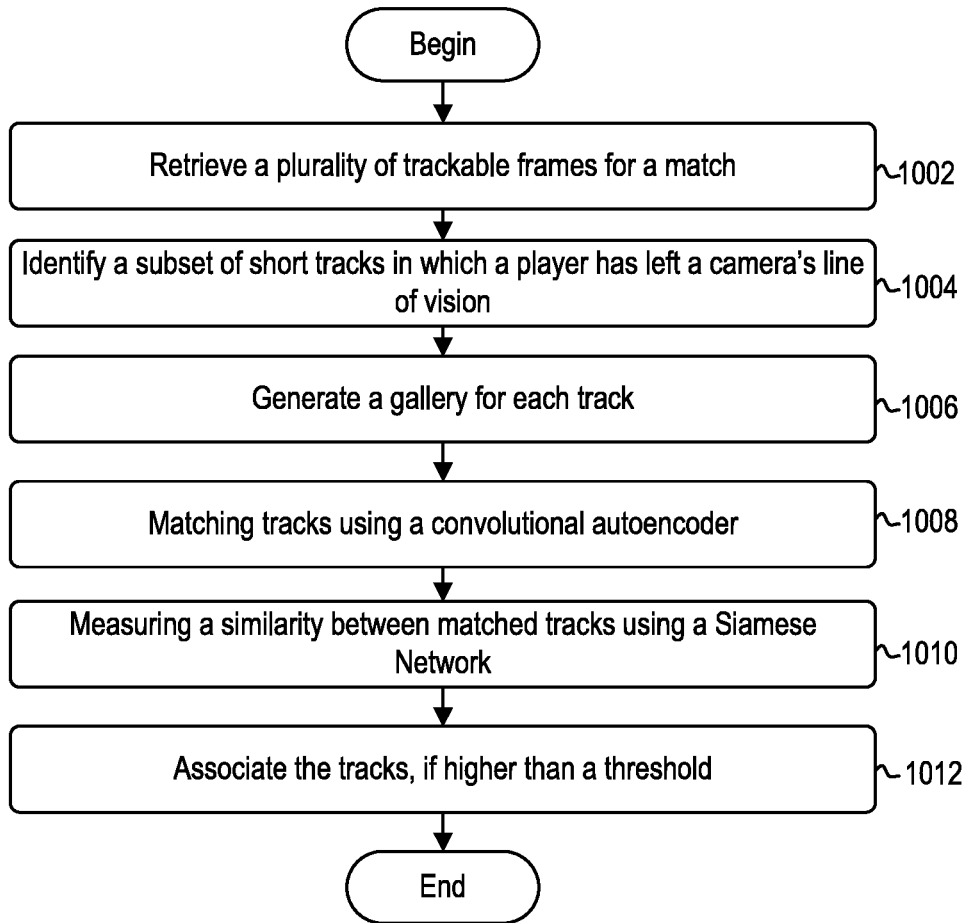 Begin
Retrieve a plurality of trackable frames for a match
1002
Identify a subset of short tracks in which a player has left a camera's line
of vision
1004
Generate a gallery for each track
1006
Matching tracks using a convolutional autoencoder
1008
Measuring a similarity between matched tracks using a Siamese
Network
1010
Associate the tracks, if higher than a threshold
1012
End